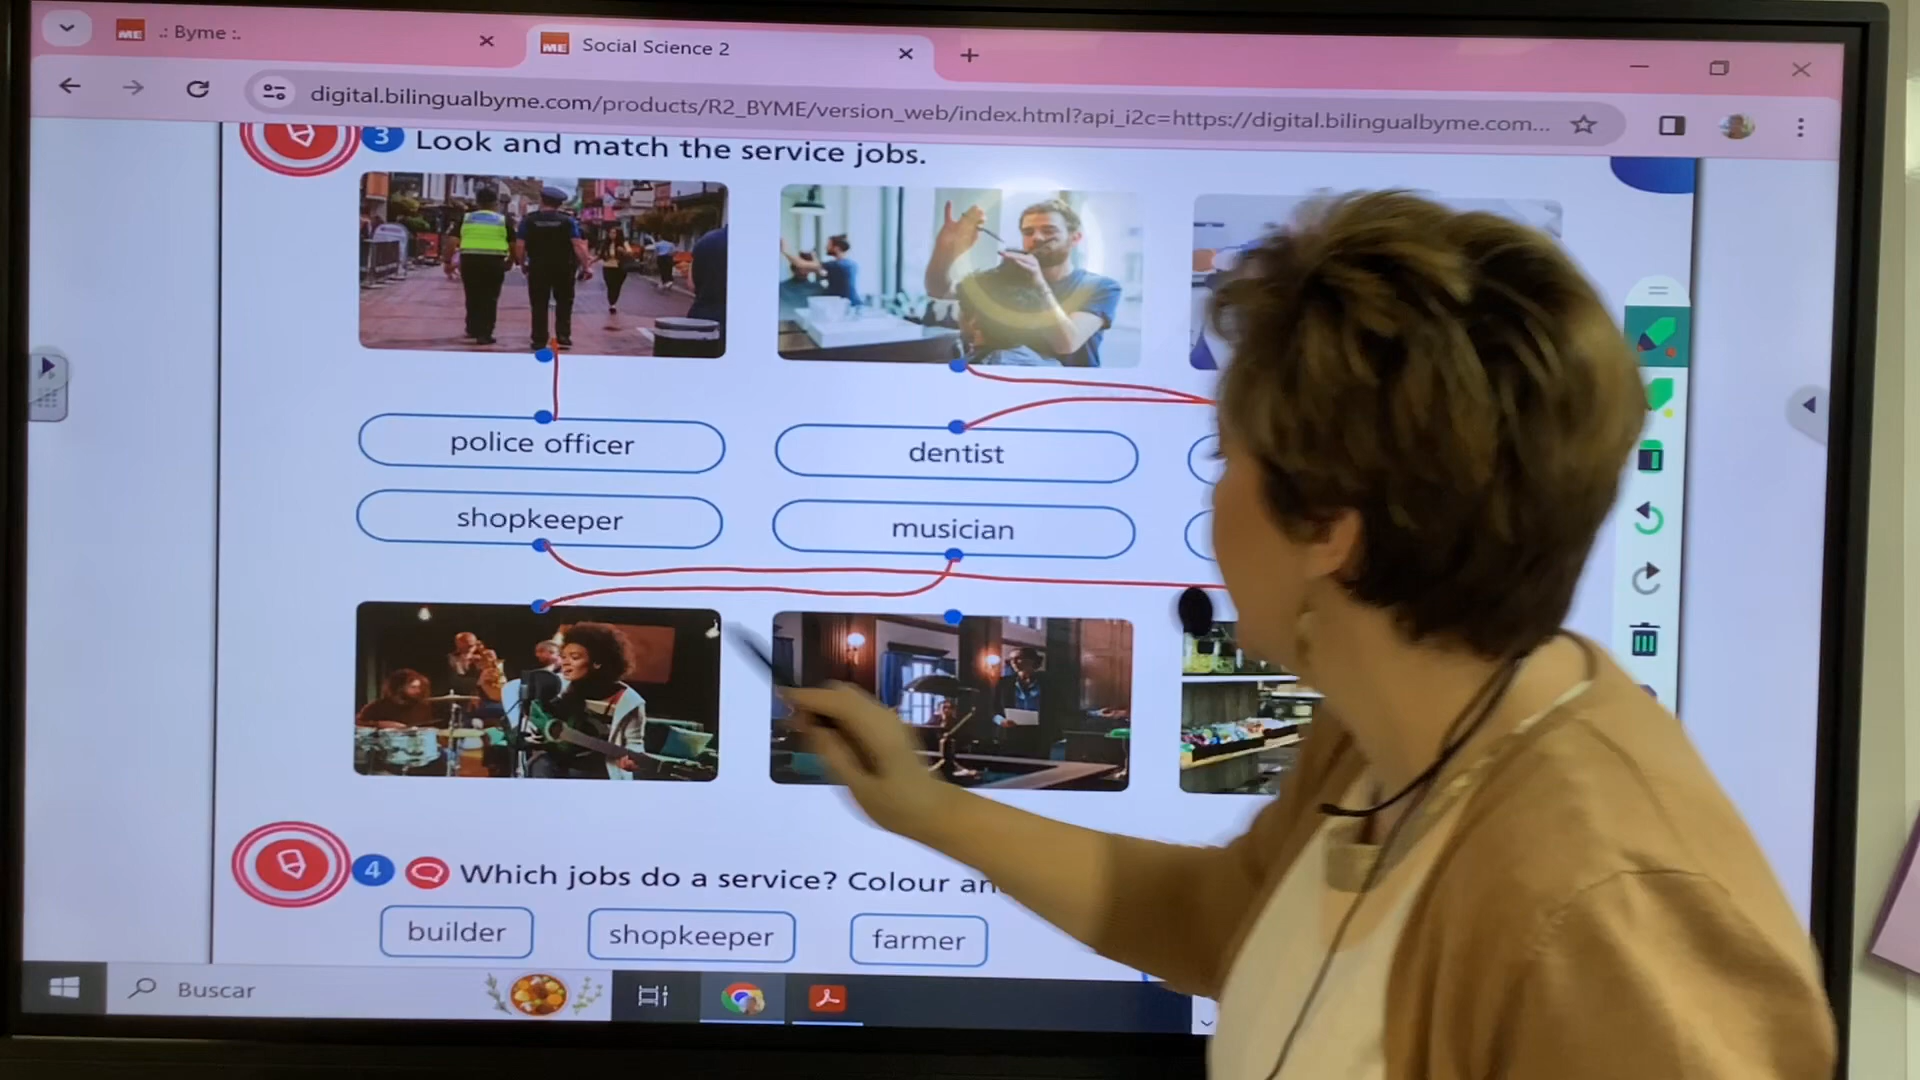 ME .: Byme :.
ME Social Science 2
digital.bilingualbyme.com/products/R2_BYME/version_web/index.html?api_i2c=https://digital.bilingualbyme.com...
3 Look and match the service jobs.
police officer
dentist
shopkeeper
musician
4 Which jobs do a service? Colour an
builder
shopkeeper
farmer
Buscar